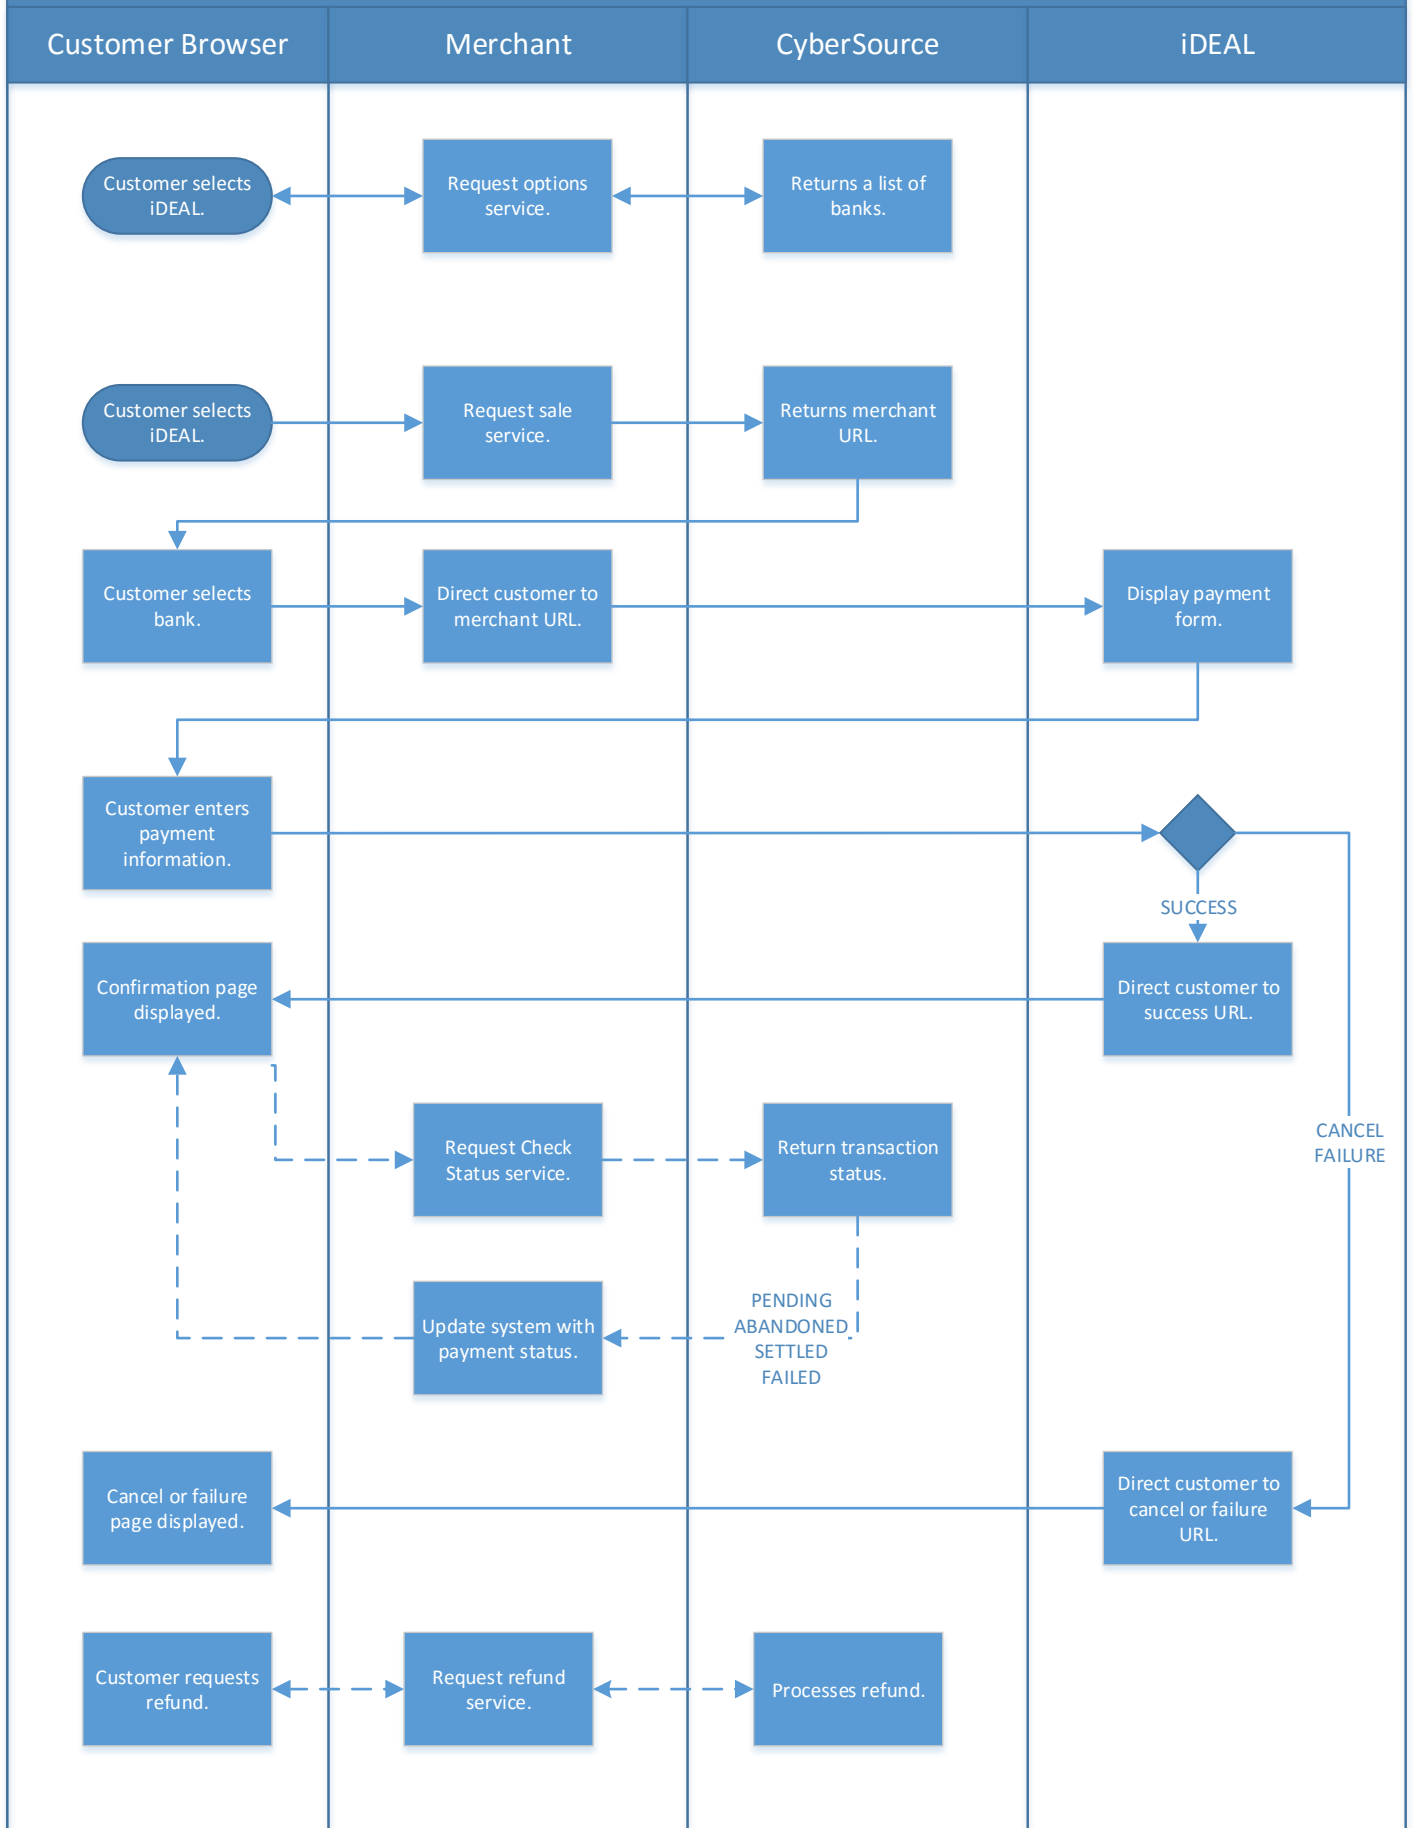 Customer Browser
Merchant
CyberSource
iDEAL
Customer selects
iDEAL.
Request options
service.
Returns a list of
banks.
Customer selects
iDEAL.
Request sale
service.
Returns merchant
URL.
Customer selects
bank.
Direct customer to
merchant URL.
Display payment
form.
Customer enters
payment
information.
SUCCESS
Confirmation page
displayed.
Direct customer to
success URL.
CANCEL
FAILURE
Request Check
Status service.
Return transaction
status.
Update system with
payment status.
PENDING
ABANDONED
SETTLED
FAILED
Cancel or failure
page displayed.
Direct customer to
cancel or failure
URL.
Customer requests
refund.
Request refund
service.
Processes refund.